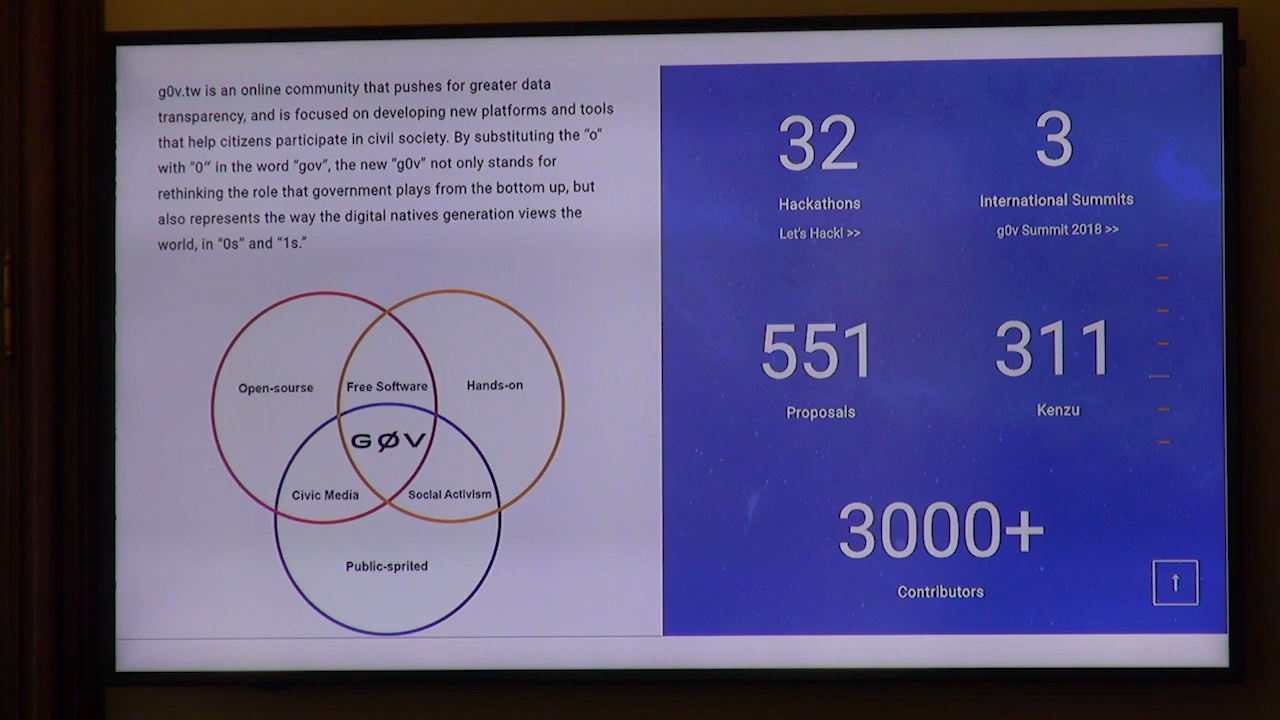 g0v.tw is an online community that pushes for greater data
transparency, and is focused on developing new platforms and tools
that help citizens participate in civil society. By substituting the "o"
with "0" in the word "gov", the new "g0v" not only stands for
rethinking the role that government plays from the bottom up, but
also represents the way the digital natives generation views the
world, in "0s" and "1s."
Open-sourse
Free Software
Hands-on
GØV
Civic Media
Social Activism
Public-sprited
32
Hackathons
Let's Hack! >>
3
International Summits
g0v Summit 2018 >>
551
Proposals
311
Kenzu
3000+
Contributors
↑